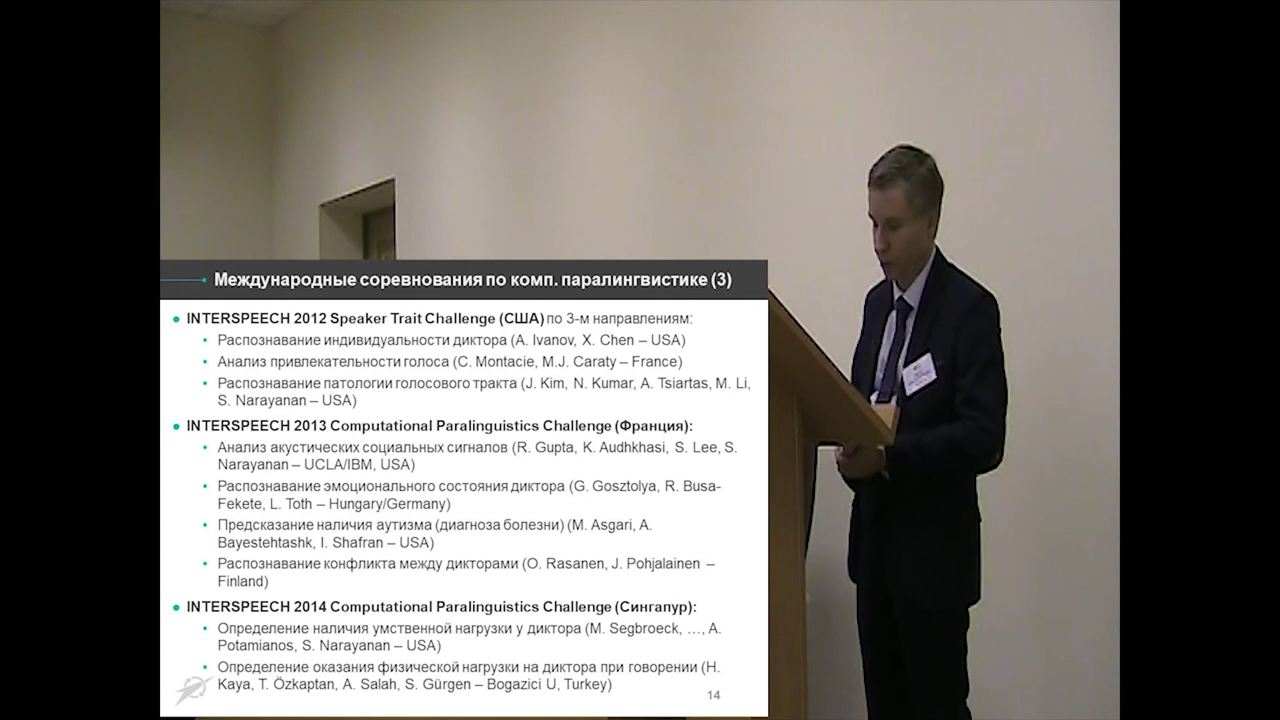 Международные соревнования по комп. паралингвистике (3)
INTERSPEECH 2012 Speaker Trait Challenge (США) по 3-м направлениям:
Распознавание индивидуальности диктора (A. Ivanov, X. Chen – USA)
Анализ привлекательности голоса (C. Montacie, M.J. Caraty – France)
Распознавание патологии голосового тракта (J. Kim, N. Kumar, A. Tsiartas, M. Li,
S. Narayanan – USA)
INTERSPEECH 2013 Computational Paralinguistics Challenge (Франция):
Анализ акустических социальных сигналов (R. Gupta, K. Audhkhasi, S. Lee, S.
Narayanan – UCLA/IBM, USA)
Распознавание эмоционального состояния диктора (G. Gosztolya, R. Busa-
Fekete, L. Toth – Hungary/Germany)
Предсказание наличия аутизма (диагноза болезни) (M. Asgari, A.
Bayestehtashk, I. Shafran – USA)
Распознавание конфликта между дикторами (O. Rasanen, J. Pohjalainen –
Finland)
INTERSPEECH 2014 Computational Paralinguistics Challenge (Сингапур):
Определение наличия умственной нагрузки у диктора (M. Segbroeck, …, A.
Potamianos, S. Narayanan – USA)
Определение оказания физической нагрузки на диктора при говорении (H.
Kaya, T. Özkaptan, A. Salah, S. Gürgen – Bogazici U, Turkey)
14